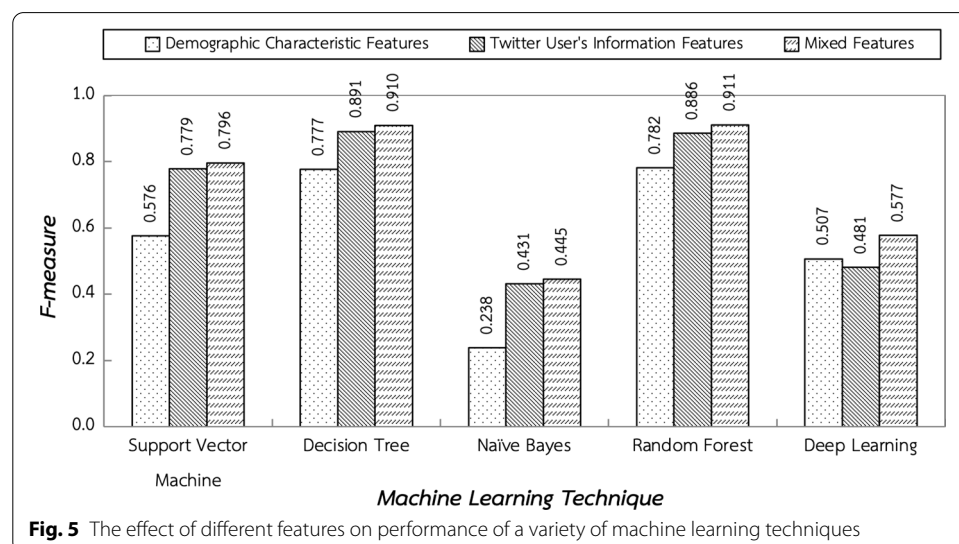 Demographic Characteristic Features Twitter User's Information Features Mixed Features
1.0
0.8
0.6
0.4
0.2
0.0
F-measure
0.576 0.779 0.796
0.777 0.891 0.910
0.238 0.431 0.445
0.782 0.886 0.911
0.507 0.481 0.577
Support Vector Machine
Decision Tree
Naïve Bayes
Random Forest
Deep Learning
Machine Learning Technique
Fig. 5 The effect of different features on performance of a variety of machine learning techniques